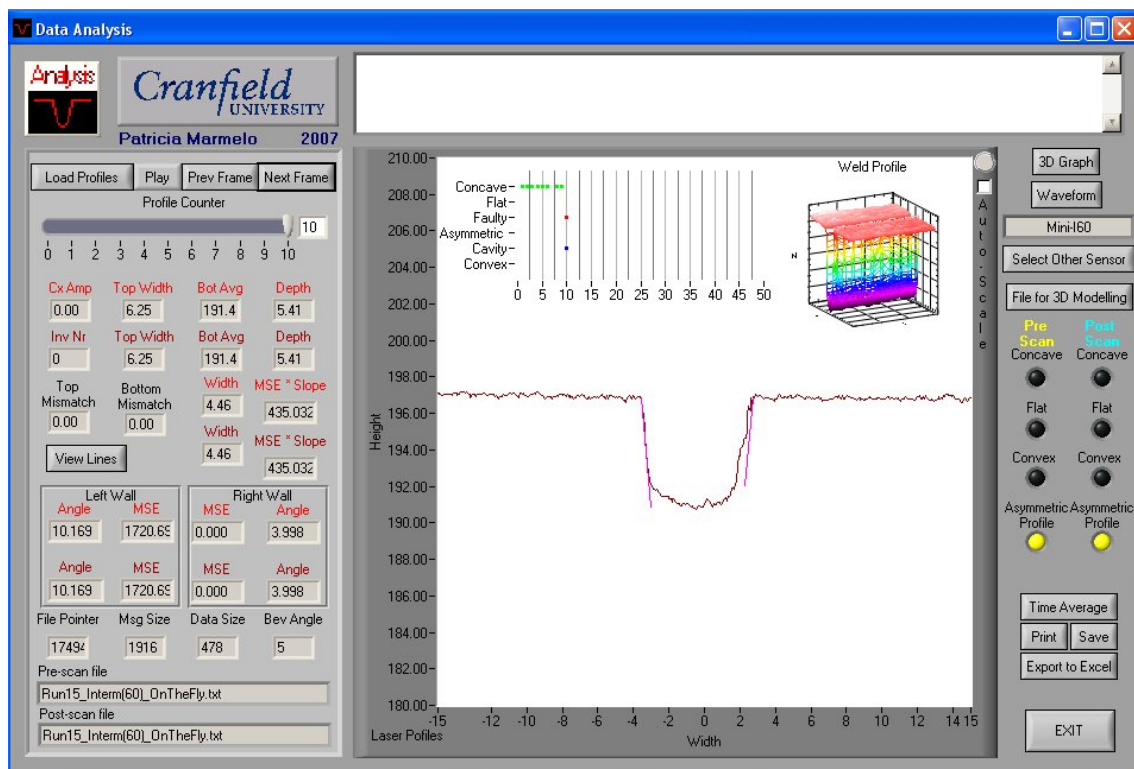 Data Analysis
Analysis
Cranfield
UNIVERSITY
Patricia Marmelo 2007
Load Profiles Play Prev Frame Next Frame
Profile Counter
10
0 1 2 3 4 5 6 7 8 9 10
Cx Amp Top Width Bot Avg Depth
0.00 6.25 191.4 5.41
Inv Nr Top Width Bot Avg Depth
0 6.25 191.4 5.41
Top Mismatch Bottom Mismatch Width MSE * Slope
0.00 0.00 4.46 435.032
Width MSE * Slope
4.46 435.032
View Lines
Left Wall Right Wall
Angle MSE MSE Angle
10.169 1720.69 0.000 3.998
Angle MSE MSE Angle
10.169 1720.69 0.000 3.998
File Pointer Msg Size Data Size Bev Angle
17494 1916 478 5
Pre-scan file
Run15_Interm(60)_OnTheFly.txt
Post-scan file
Run15_Interm(60)_OnTheFly.txt
210.00
208.00
206.00
204.00
202.00
200.00
198.00
196.00
194.00
192.00
190.00
188.00
186.00
184.00
182.00
180.00
Height
-15 -14 -12 -10 -8 -6 -4 -2 0 2 4 6 8 10 12 14 15
Width
Laser Pofiles
Concave
Flat
Faulty
Asymmetric
Cavity
Convex
0 5 10 15 20 25 30 35 40 45 50
Weld Profile
Z
Auto-Scale
3D Graph
Waveform
Mini-I60
Select Other Sensor
File for 3D Modelling
Pre Scan Post Scan
Concave Concave
Flat Flat
Convex Convex
Asymmetric Profile Asymmetric Profile
Time Average
Print Save
Export to Excel
EXIT